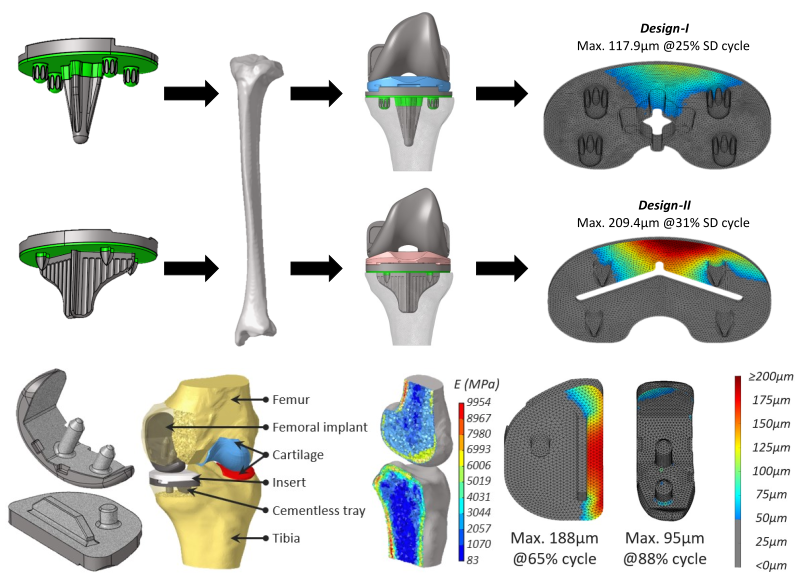 Design-I
Max. 117.9µm @25% SD cycle
Design-II
Max. 209.4µm @31% SD cycle
Femur
Femoral implant
Cartilage
Insert
Cementless tray
Tibia
E (MPa)
9954
8967
7980
6993
6006
5019
4031
3044
2057
1070
83
Max. 188µm
@65% cycle
Max. 95µm
@88% cycle
≥200µm
175µm
150µm
125µm
100µm
75µm
50µm
25µm
<0µm